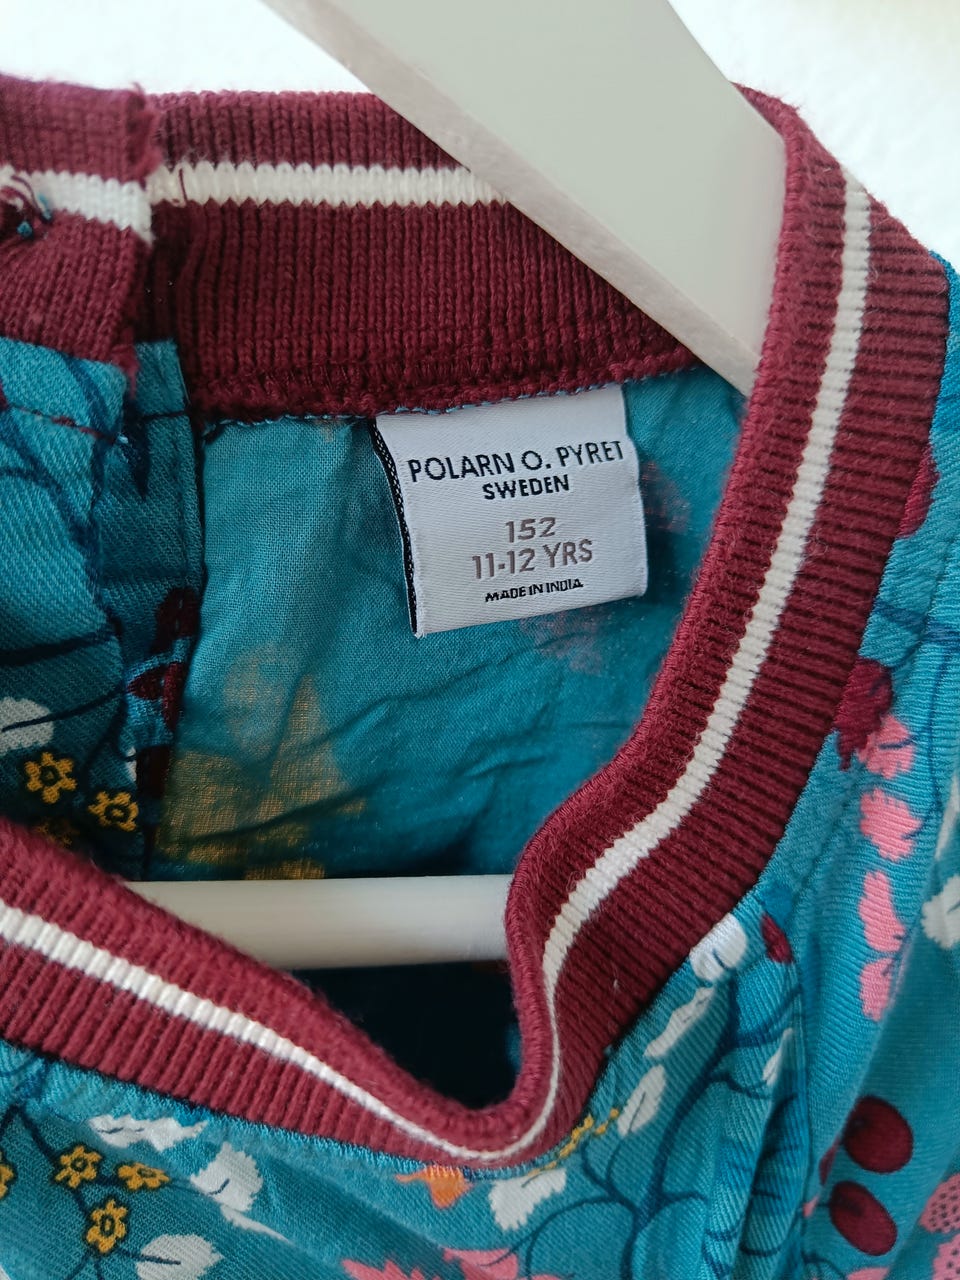 POLARN O. PYRET
SWEDEN
152
11-12 YRS
MADE IN INDIA